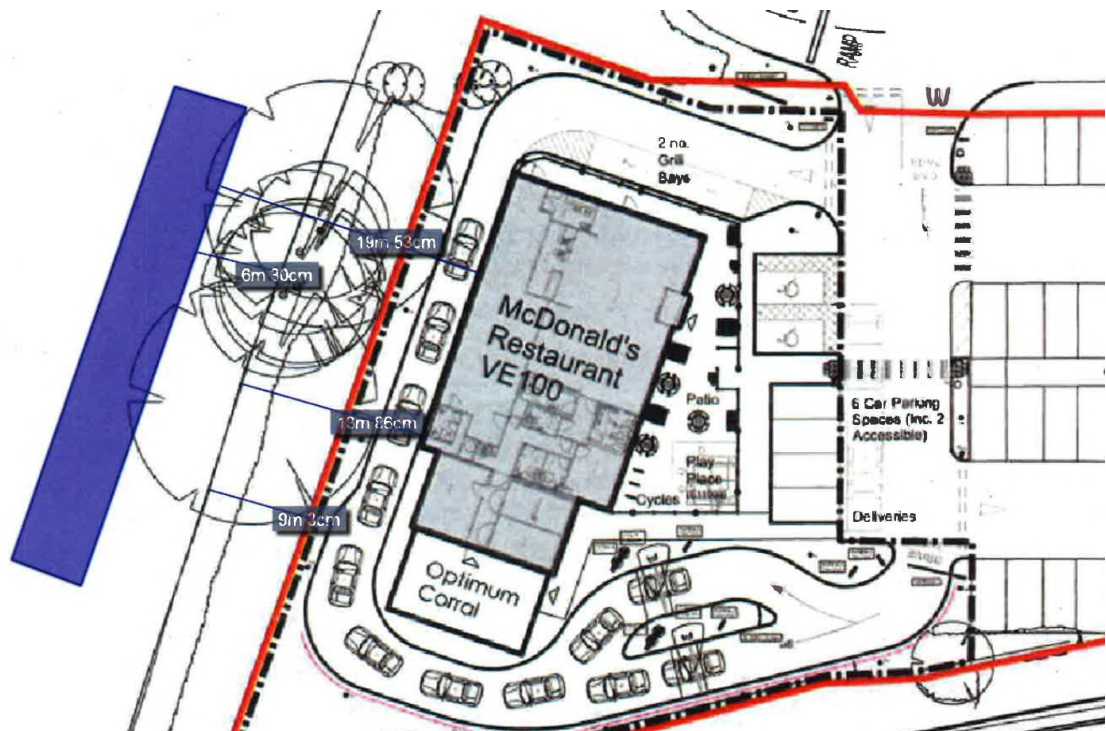 RAMP
2 no.
Grill
Bays
19m 53cm
6m 30cm
McDonald's
Restaurant
VE100
13m 86cm
Patio
6 Car Parking
Spaces (Inc. 2
Accessible)
Play
Place
Cycles
9m 3cm
Deliveries
Optimum
Corral